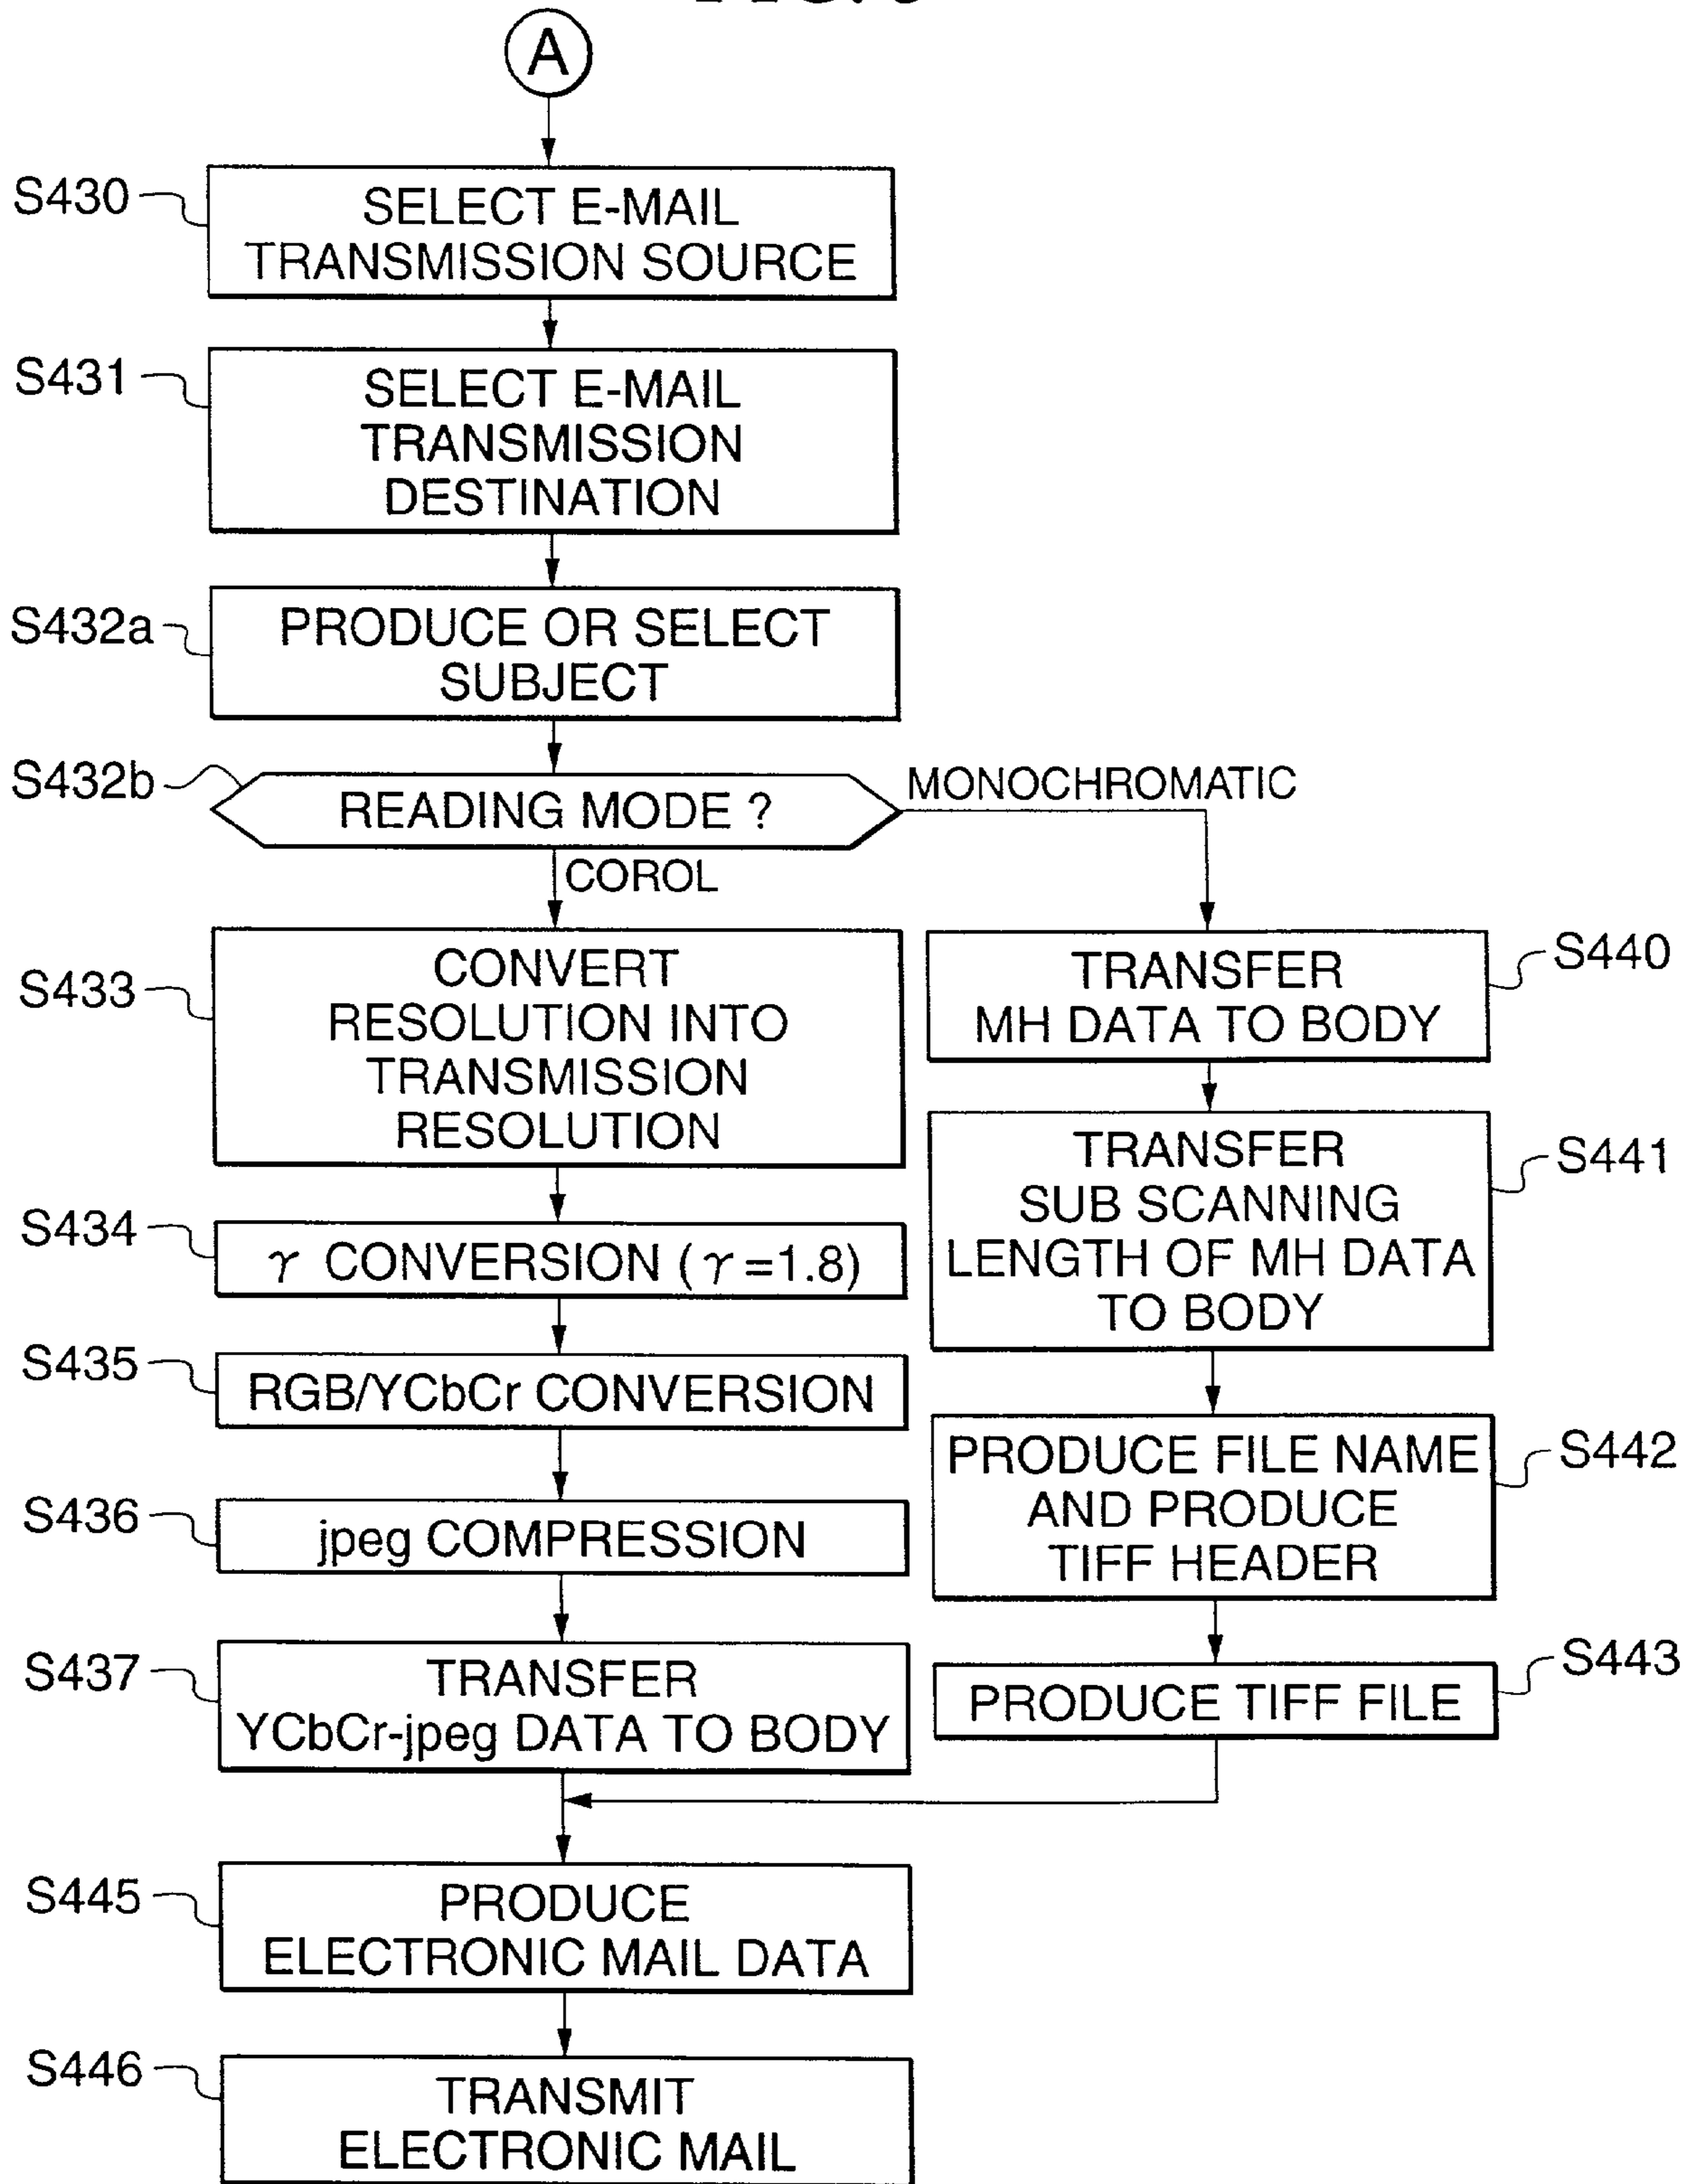 A
S430
SELECT E-MAIL
TRANSMISSION SOURCE
S431
SELECT E-MAIL
TRANSMISSION
DESTINATION
S432a
PRODUCE OR SELECT
SUBJECT
S432b
READING MODE ?
MONOCHROMATIC
COROL
S433
CONVERT
RESOLUTION INTO
TRANSMISSION
RESOLUTION
S434
γ CONVERSION (γ=1.8)
S435
RGB/YCbCr CONVERSION
S436
jpeg COMPRESSION
S437
TRANSFER
YCbCr-jpeg DATA TO BODY
S440
TRANSFER
MH DATA TO BODY
S441
TRANSFER
SUB SCANNING
LENGTH OF MH DATA
TO BODY
S442
PRODUCE FILE NAME
AND PRODUCE
TIFF HEADER
S443
PRODUCE TIFF FILE
S445
PRODUCE
ELECTRONIC MAIL DATA
S446
TRANSMIT
ELECTRONIC MAIL